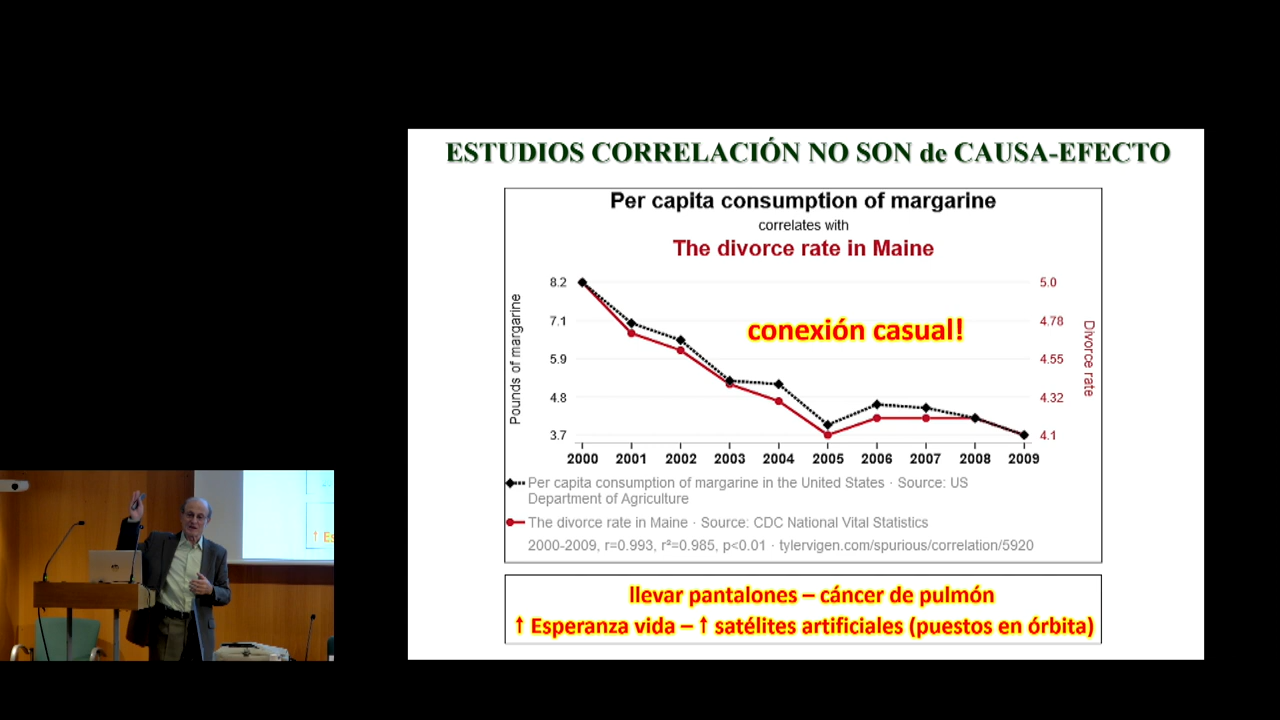 ESTUDIOS CORRELACIÓN NO SON de CAUSA-EFECTO
Per capita consumption of margarine
correlates with
The divorce rate in Maine
Pounds of margarine
8.2
7.1
5.9
4.8
3.7
conexión casual!
5.0
4.78
4.55
4.32
4.1
Divorce rate
2000 2001 2002 2003 2004 2005 2006 2007 2008 2009
Per capita consumption of margarine in the United States · Source: US
Department of Agriculture
The divorce rate in Maine · Source: CDC National Vital Statistics
2000-2009, r=0.993, r²=0.985, p<0.01 · tylervigen.com/spurious/correlation/5920
llevar pantalones – cáncer de pulmón
↑ Esperanza vida – ↑ satélites artificiales (puestos en órbita)
↑ Es